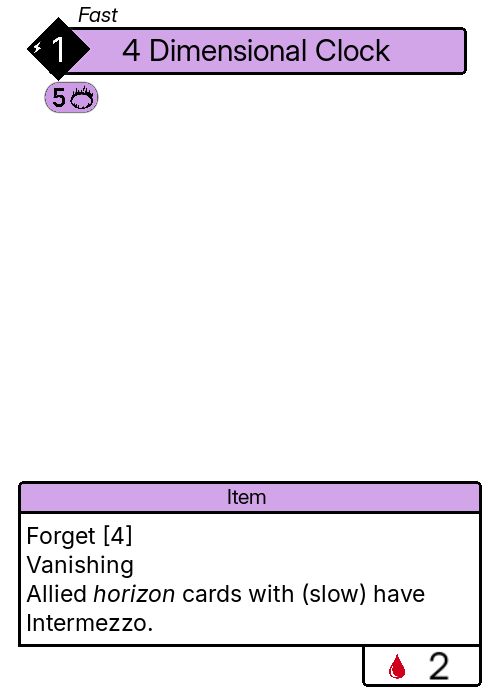 Fast
1
4 Dimensional Clock
5
Item
Forget [4]
Vanishing
Allied horizon cards with (slow) have
Intermezzo.
2